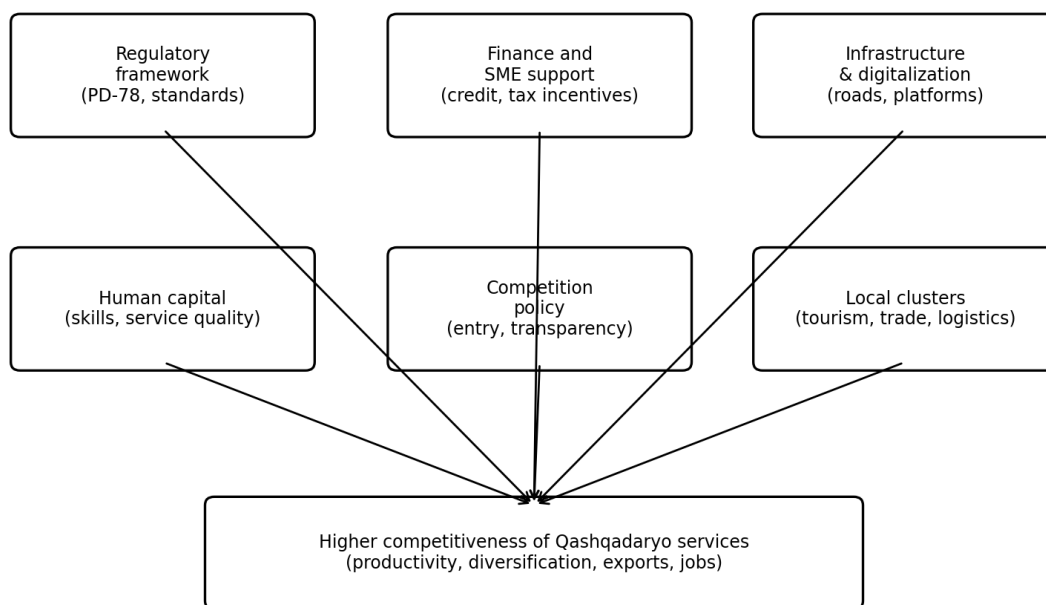 Regulatory
framework
(PD-78, standards)
Finance and
SME support
(credit, tax incentives)
Infrastructure
& digitalization
(roads, platforms)
Human capital
(skills, service quality)
Competition
policy
(entry, transparency)
Local clusters
(tourism, trade, logistics)
Higher competitiveness of Qashqadaryo services
(productivity, diversification, exports, jobs)